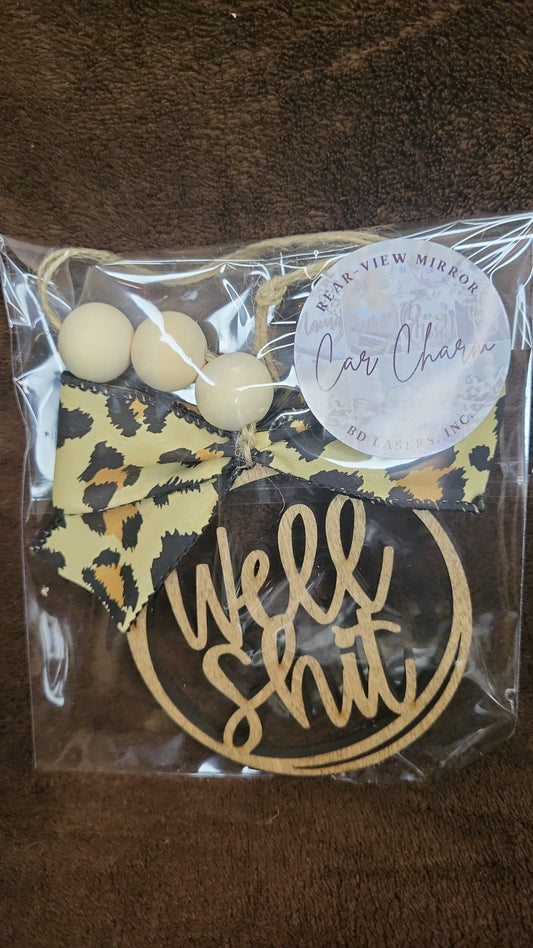 REAR-VIEW MIRROR
Car Charm
BD LASERS, INC.
Well
shit